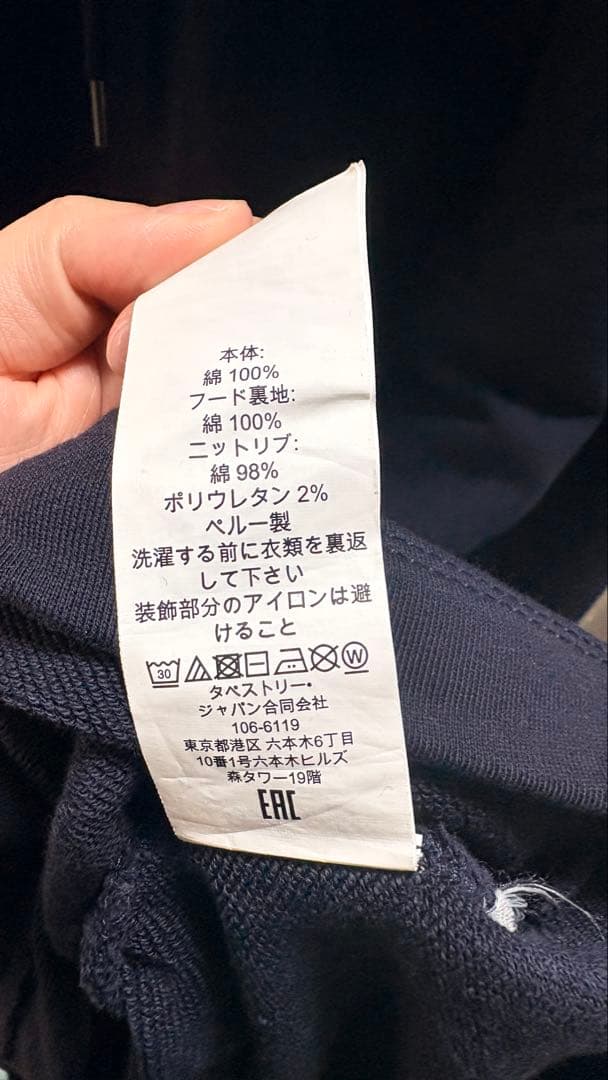 本体:
綿 100%
フード裏地:
綿 100%
ニットリブ:
綿 98%
ポリウレタン 2%
ペルー製
洗濯する前に衣類を裏返
して下さい
装飾部分のアイロンは避
けること
30 W
タペストリー・
ジャパン合同会社
106-6119
東京都港区 六本木6丁目
10番1号六本木ヒルズ
森タワー19階
EAC